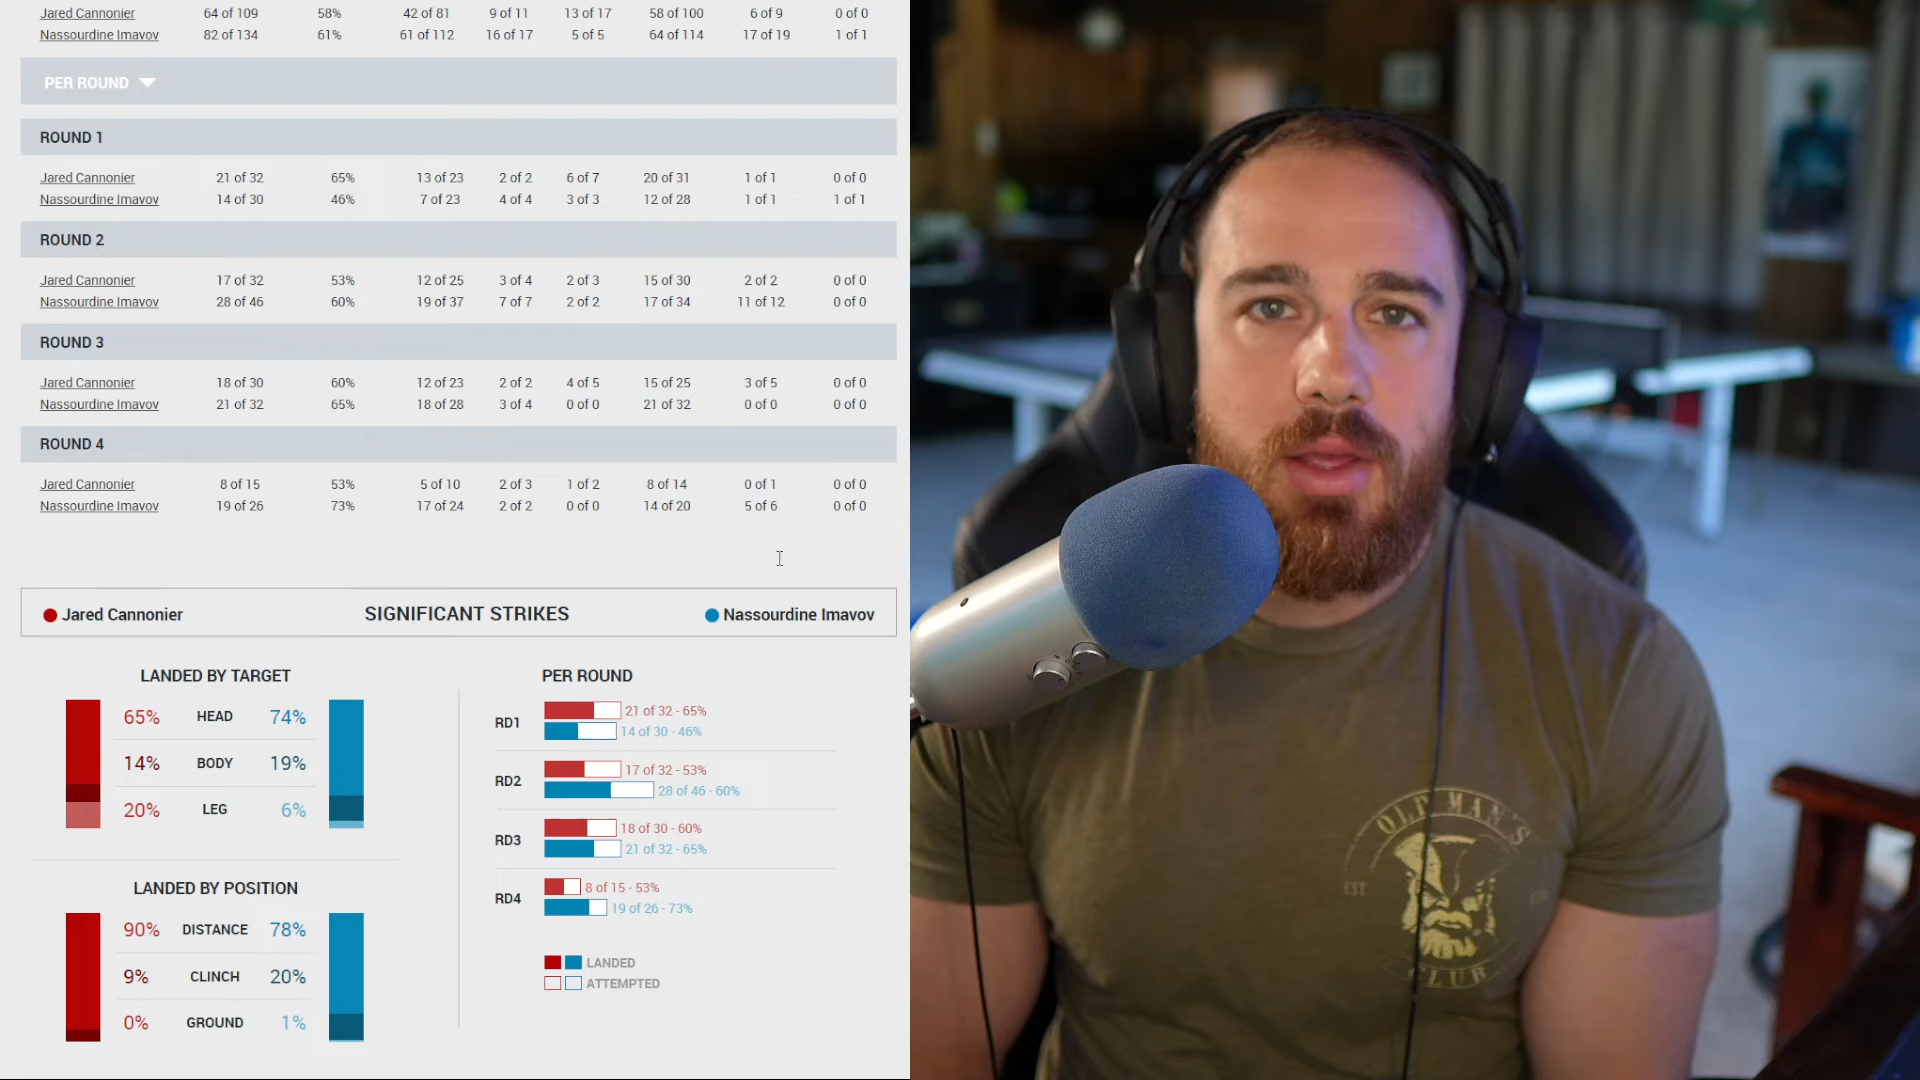 Jared Cannonier 64 of 109 58% 42 of 81 9 of 11 13 of 17 58 of 100 6 of 9 0 of 0
Nassourdine Imavov 82 of 134 61% 61 of 112 16 of 17 5 of 5 64 of 114 17 of 19 1 of 1
PER ROUND
ROUND 1
Jared Cannonier 21 of 32 65% 13 of 23 2 of 2 6 of 7 20 of 31 1 of 1 0 of 0
Nassourdine Imavov 14 of 30 46% 7 of 23 4 of 4 3 of 3 12 of 28 1 of 1 1 of 1
ROUND 2
Jared Cannonier 17 of 32 53% 12 of 25 3 of 4 2 of 3 15 of 30 2 of 2 0 of 0
Nassourdine Imavov 28 of 46 60% 19 of 37 7 of 7 2 of 2 17 of 34 11 of 12 0 of 0
ROUND 3
Jared Cannonier 18 of 30 60% 12 of 23 2 of 2 4 of 5 15 of 25 3 of 5 0 of 0
Nassourdine Imavov 21 of 32 65% 18 of 28 3 of 4 0 of 0 21 of 32 0 of 0 0 of 0
ROUND 4
Jared Cannonier 8 of 15 53% 5 of 10 2 of 3 1 of 2 8 of 14 0 of 1 0 of 0
Nassourdine Imavov 19 of 26 73% 17 of 24 2 of 2 0 of 0 14 of 20 5 of 6 0 of 0
Jared Cannonier SIGNIFICANT STRIKES Nassourdine Imavov
LANDED BY TARGET
65% HEAD 74%
14% BODY 19%
20% LEG 6%
LANDED BY POSITION
90% DISTANCE 78%
9% CLINCH 20%
0% GROUND 1%
PER ROUND
RD1 21 of 32 - 65%
14 of 30 - 46%
RD2 17 of 32 - 53%
28 of 46 - 60%
RD3 18 of 30 - 60%
21 of 32 - 65%
RD4 8 of 15 - 53%
19 of 26 - 73%
LANDED
ATTEMPTED
OLD MAN'S
EST
CLUB